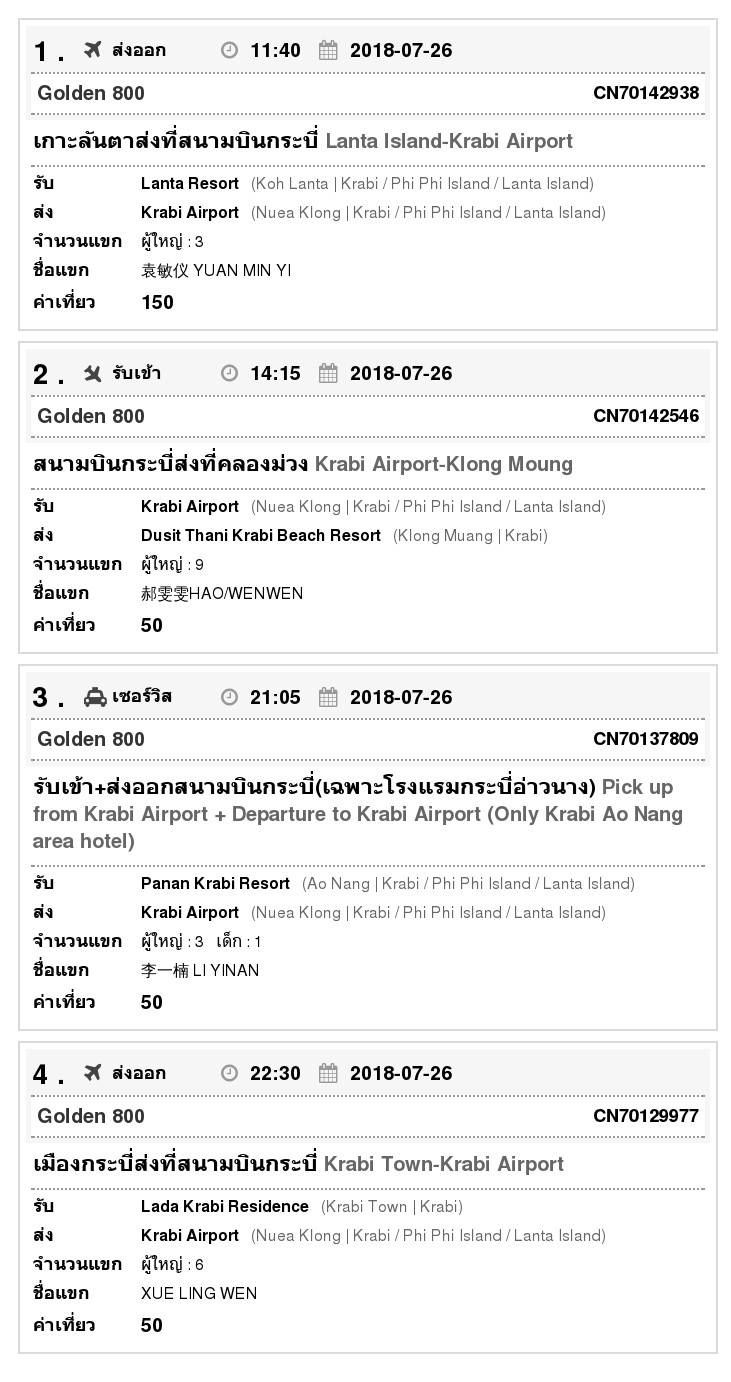 1 . ส่งออก 11:40 2018-07-26
Golden 800 CN70142938
เกาะลันตาส่งที่สนามบินกระบี่ Lanta Island-Krabi Airport
รับ Lanta Resort (Koh Lanta | Krabi / Phi Phi Island / Lanta Island)
ส่ง Krabi Airport (Nuea Klong | Krabi / Phi Phi Island / Lanta Island)
จำนวนแขก ผู้ใหญ่ : 3
ชื่อแขก 袁敏仪 YUAN MIN YI
ค่าเที่ยว 150
2 . รับเข้า 14:15 2018-07-26
Golden 800 CN70142546
สนามบินกระบี่ส่งที่คลองม่วง Krabi Airport-Klong Moung
รับ Krabi Airport (Nuea Klong | Krabi / Phi Phi Island / Lanta Island)
ส่ง Dusit Thani Krabi Beach Resort (Klong Muang | Krabi)
จำนวนแขก ผู้ใหญ่ : 9
ชื่อแขก 郝雯雯HAO/WENWEN
ค่าเที่ยว 50
3 . เซอร์วิส 21:05 2018-07-26
Golden 800 CN70137809
รับเข้า+ส่งออกสนามบินกระบี่(เฉพาะโรงแรมกระบี่อ่าวนาง) Pick up
from Krabi Airport + Departure to Krabi Airport (Only Krabi Ao Nang
area hotel)
รับ Panan Krabi Resort (Ao Nang | Krabi / Phi Phi Island / Lanta Island)
ส่ง Krabi Airport (Nuea Klong | Krabi / Phi Phi Island / Lanta Island)
จำนวนแขก ผู้ใหญ่ : 3 เด็ก : 1
ชื่อแขก 李一楠 LI YINAN
ค่าเที่ยว 50
4 . ส่งออก 22:30 2018-07-26
Golden 800 CN70129977
เมืองกระบี่ส่งที่สนามบินกระบี่ Krabi Town-Krabi Airport
รับ Lada Krabi Residence (Krabi Town | Krabi)
ส่ง Krabi Airport (Nuea Klong | Krabi / Phi Phi Island / Lanta Island)
จำนวนแขก ผู้ใหญ่ : 6
ชื่อแขก XUE LING WEN
ค่าเที่ยว 50